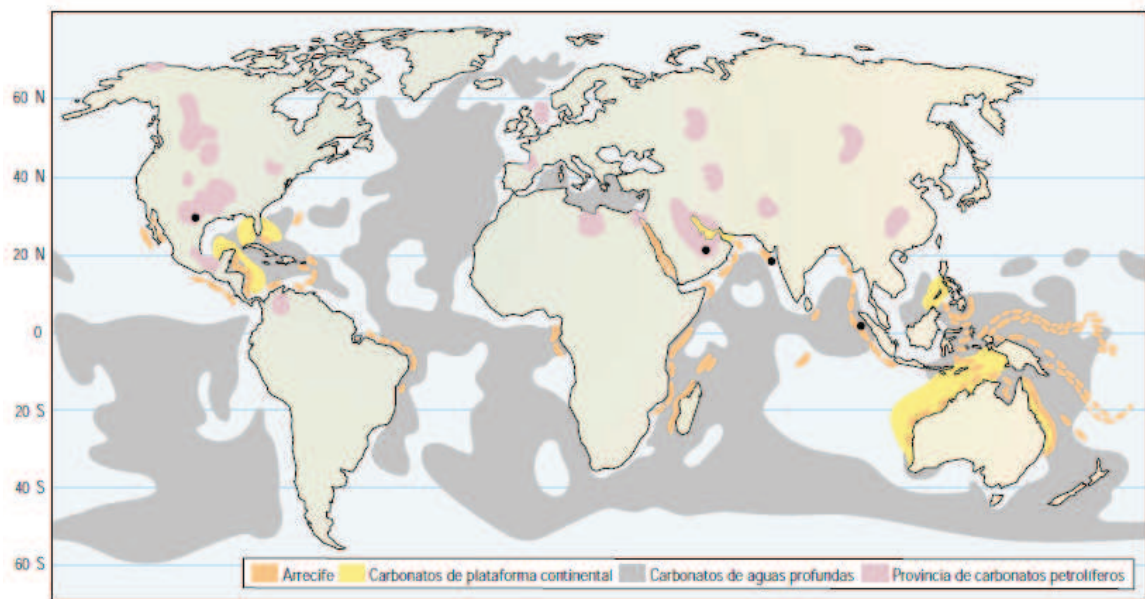 60 N
40 N
20 N
0
20 S
40 S
60 S
Arrecife Carbonatos de plataforma continental Carbonatos de aguas profundas Provincia de carbonatos petrolíferos